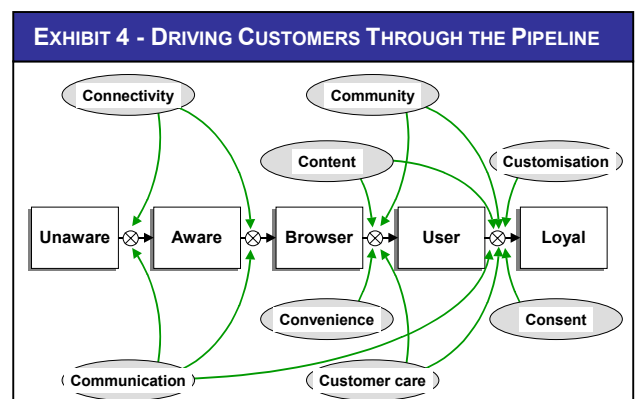 EXHIBIT 4 - DRIVING CUSTOMERS THROUGH THE PIPELINE
Connectivity
Community
Content
Customisation
Unaware
Aware
Browser
User
Loyal
Convenience
Consent
Communication
Customer care